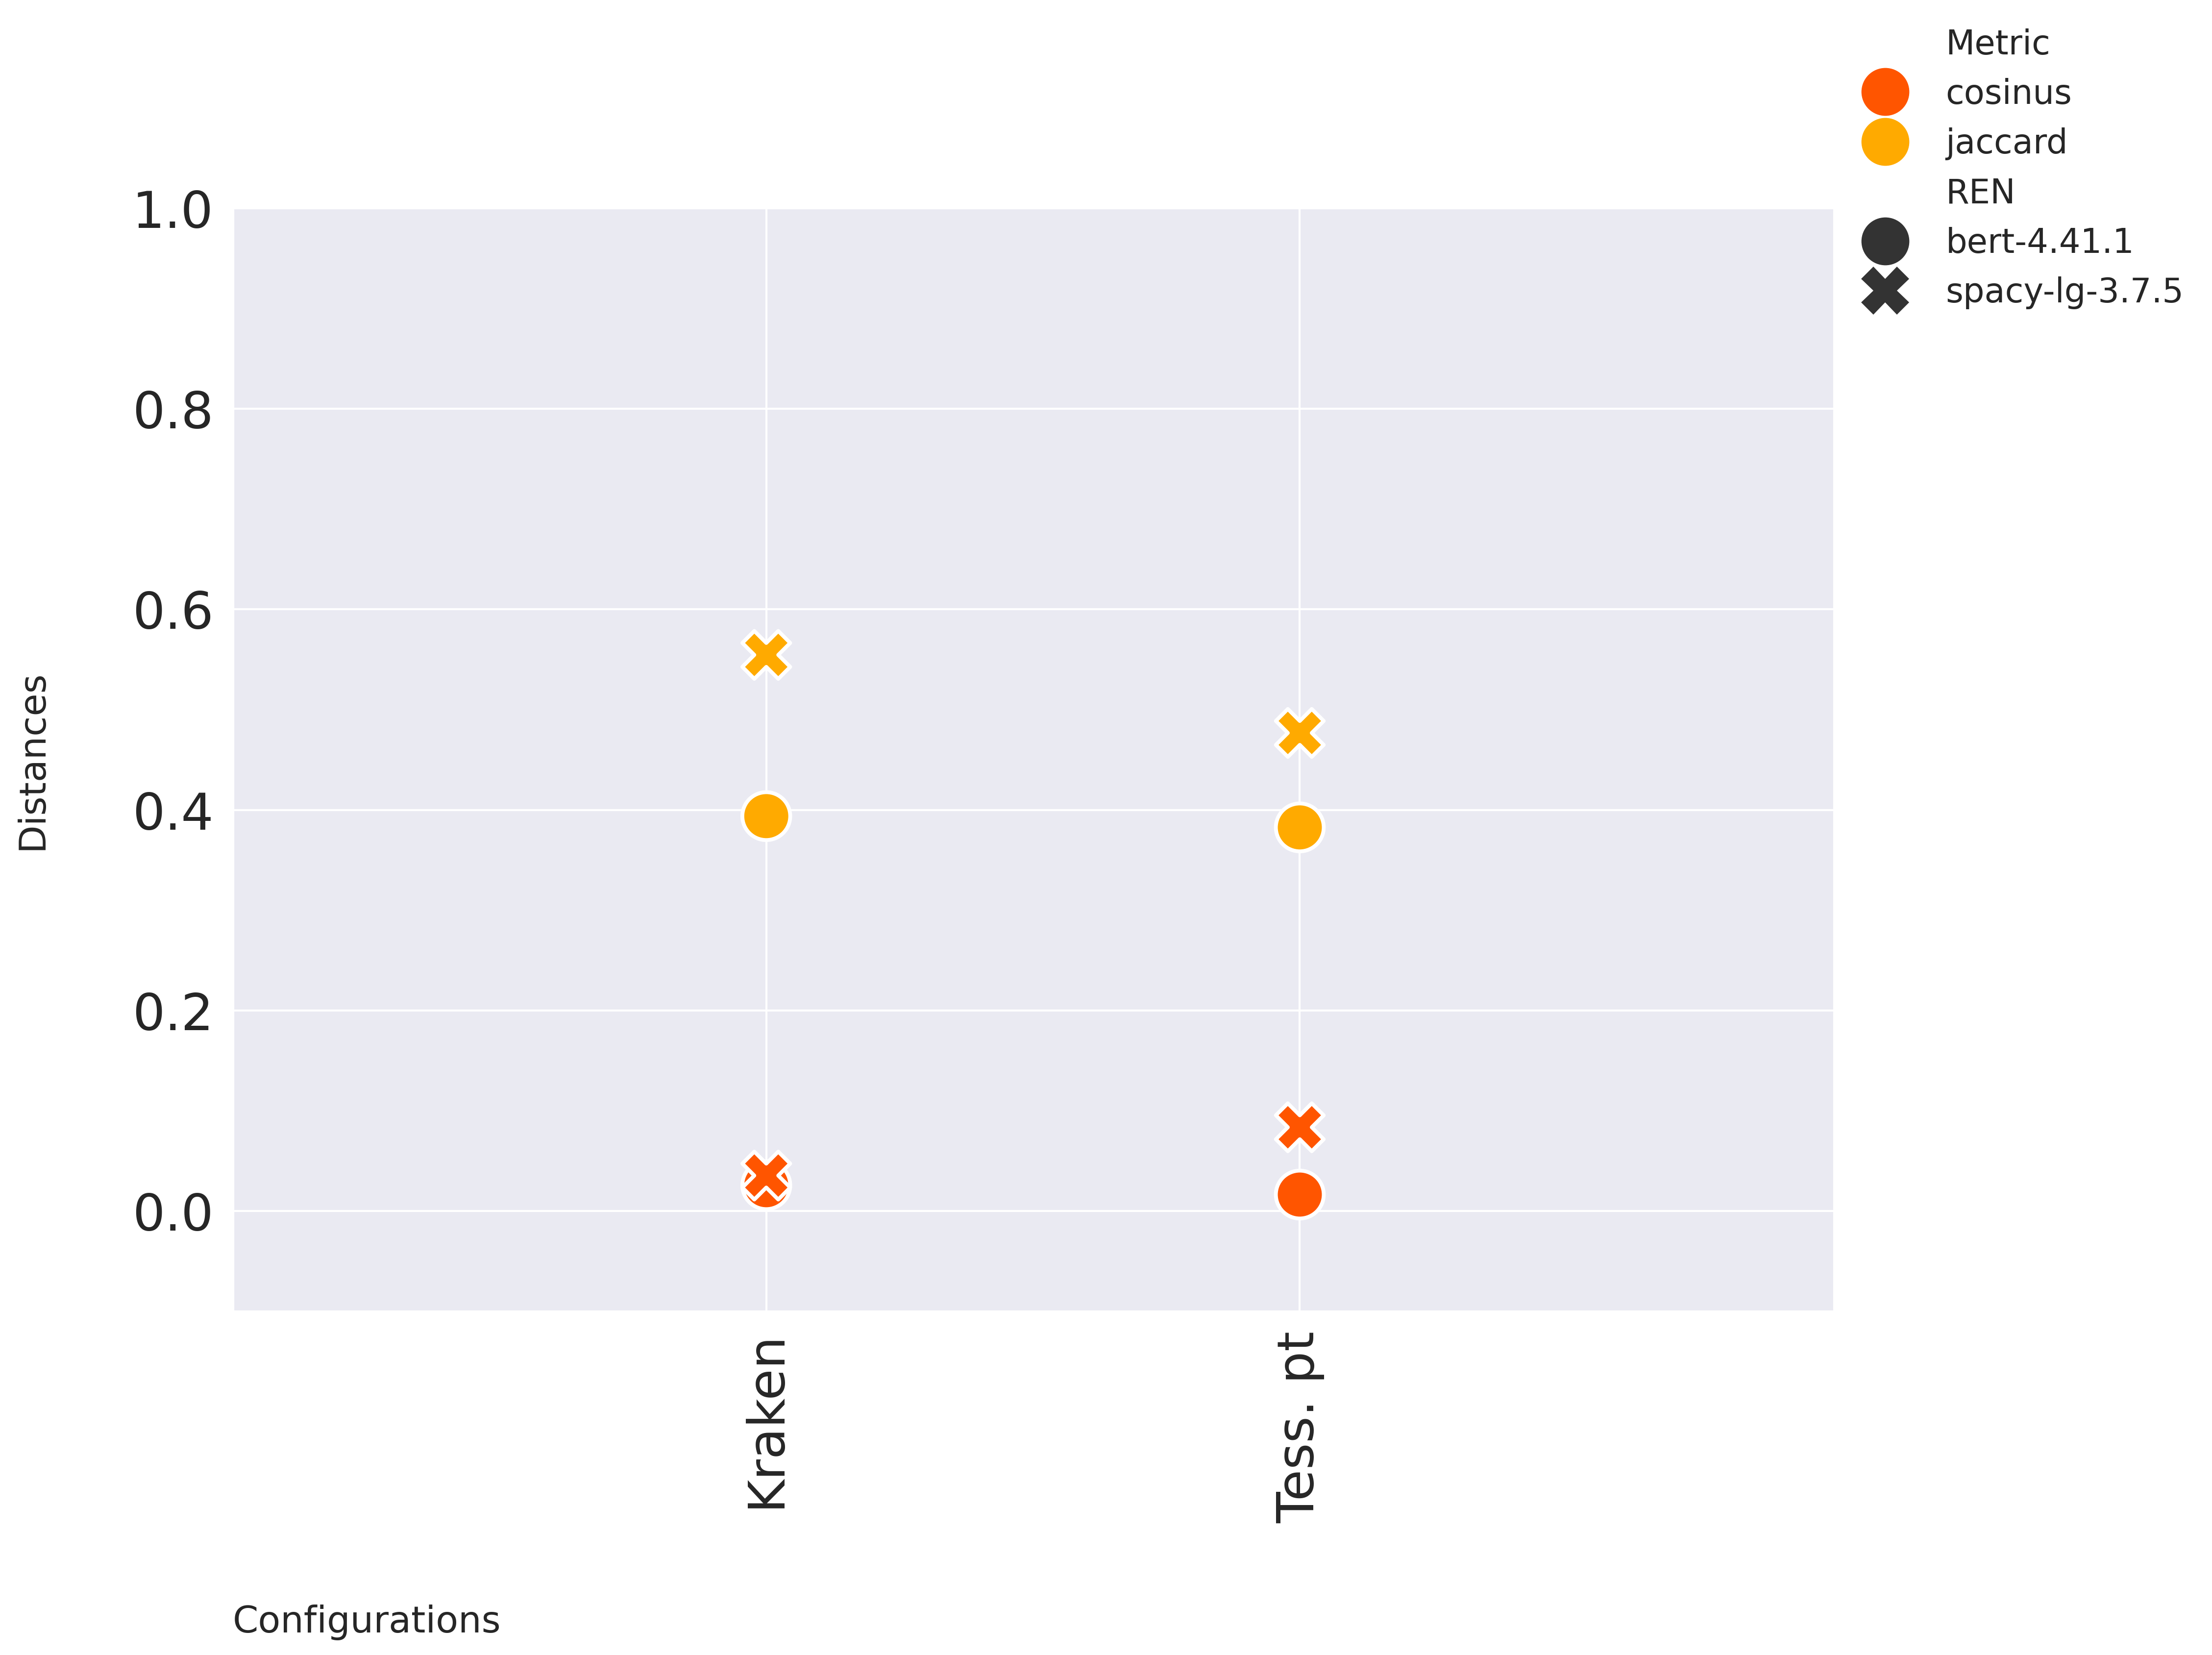 Metric
cosinus
jaccard
REN
bert-4.41.1
spacy-lg-3.7.5
1.0
0.8
0.6
0.4
0.2
0.0
Distances
Kraken
Tess. pt
Configurations